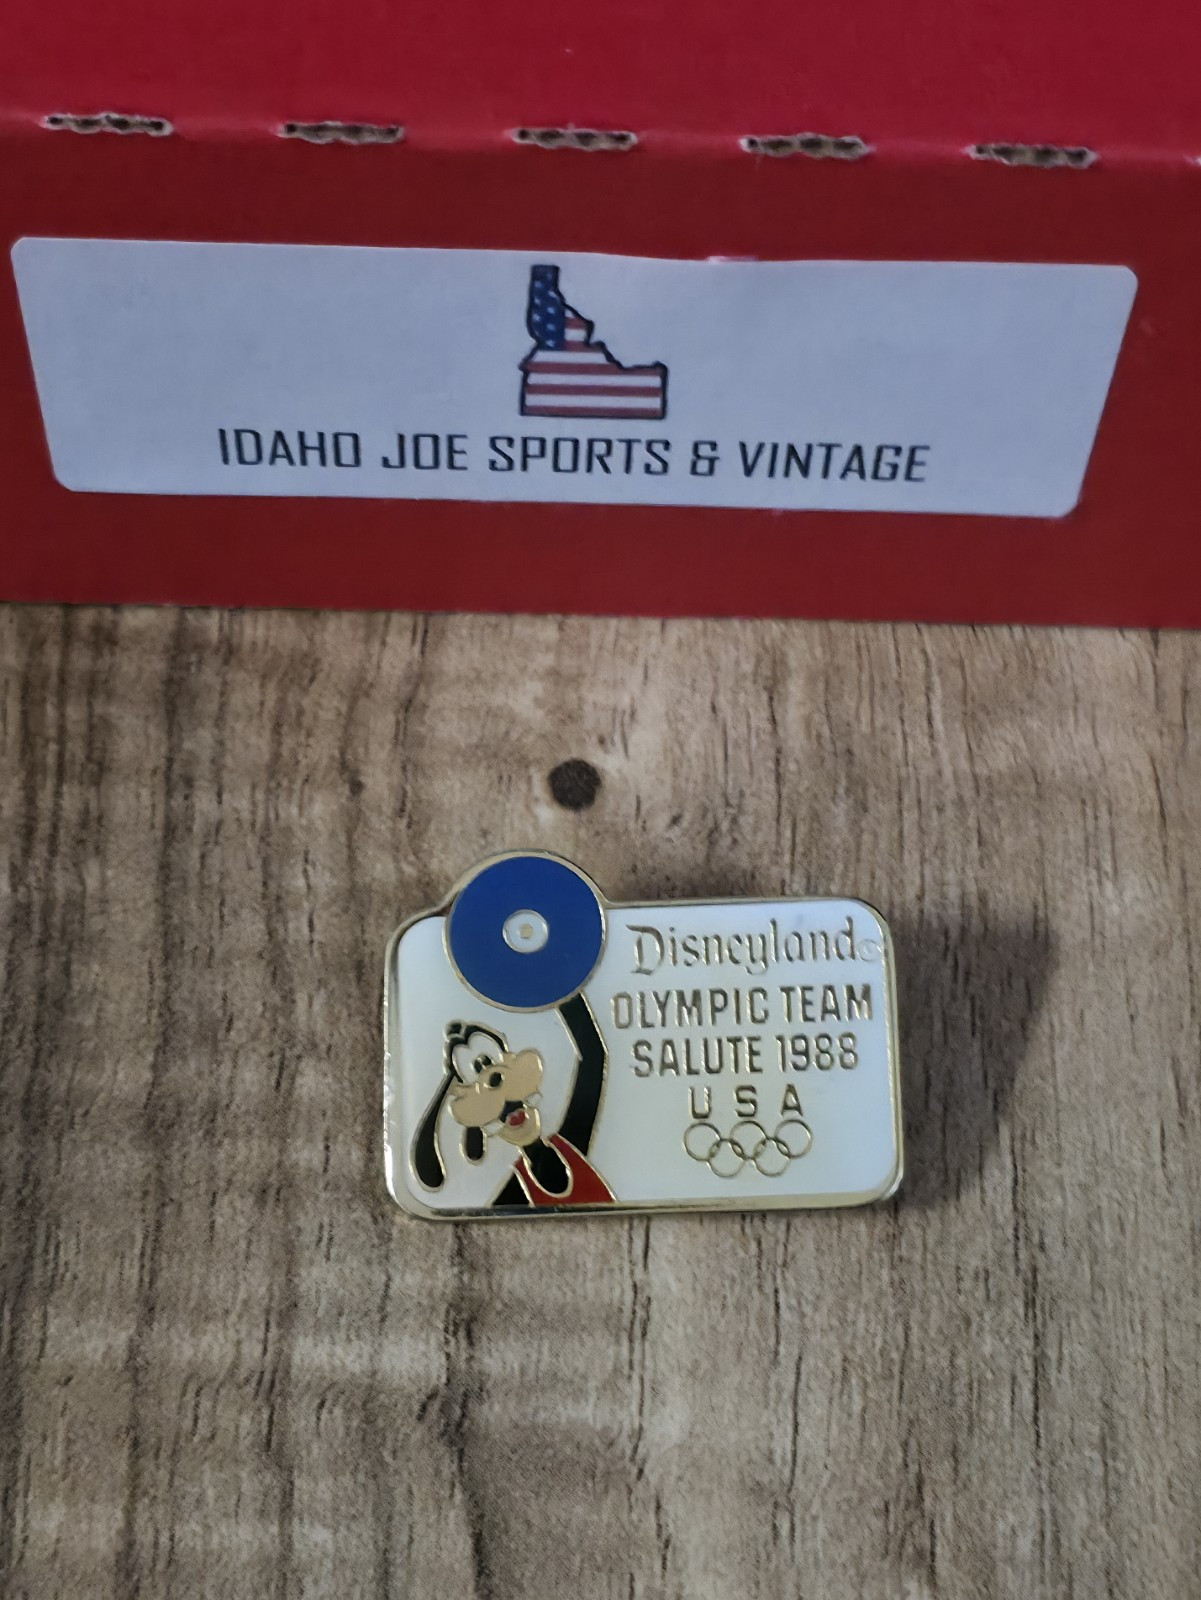 IDAHO JOE SPORTS & VINTAGE
Disneyland©
OLYMPIC TEAM
SALUTE 1988
USA